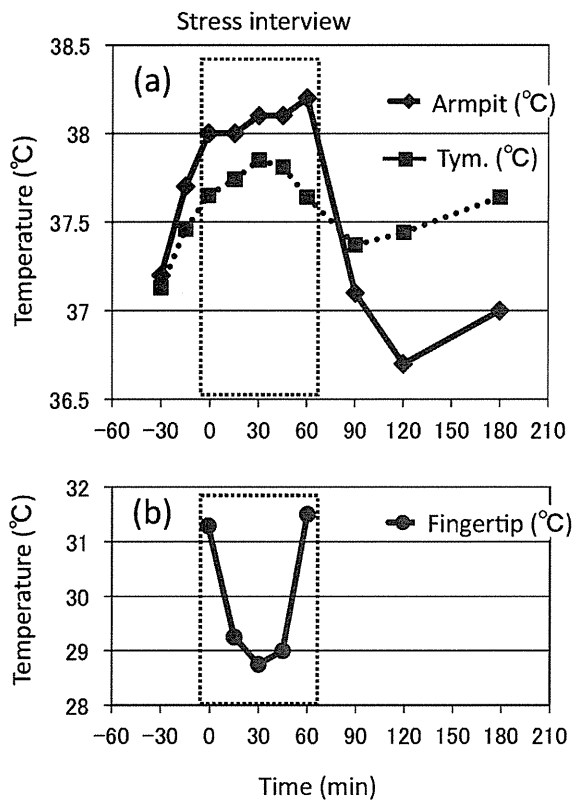 Stress interview
(a)
Armpit (℃)
Tym. (℃)
Temperature (℃)
38.5
38
37.5
37
36.5
-60 -30 0 30 60 90 120 150 180 210
(b)
Fingertip (℃)
Temperature (℃)
32
31
30
29
28
-60 -30 0 30 60 90 120 150 180 210
Time (min)